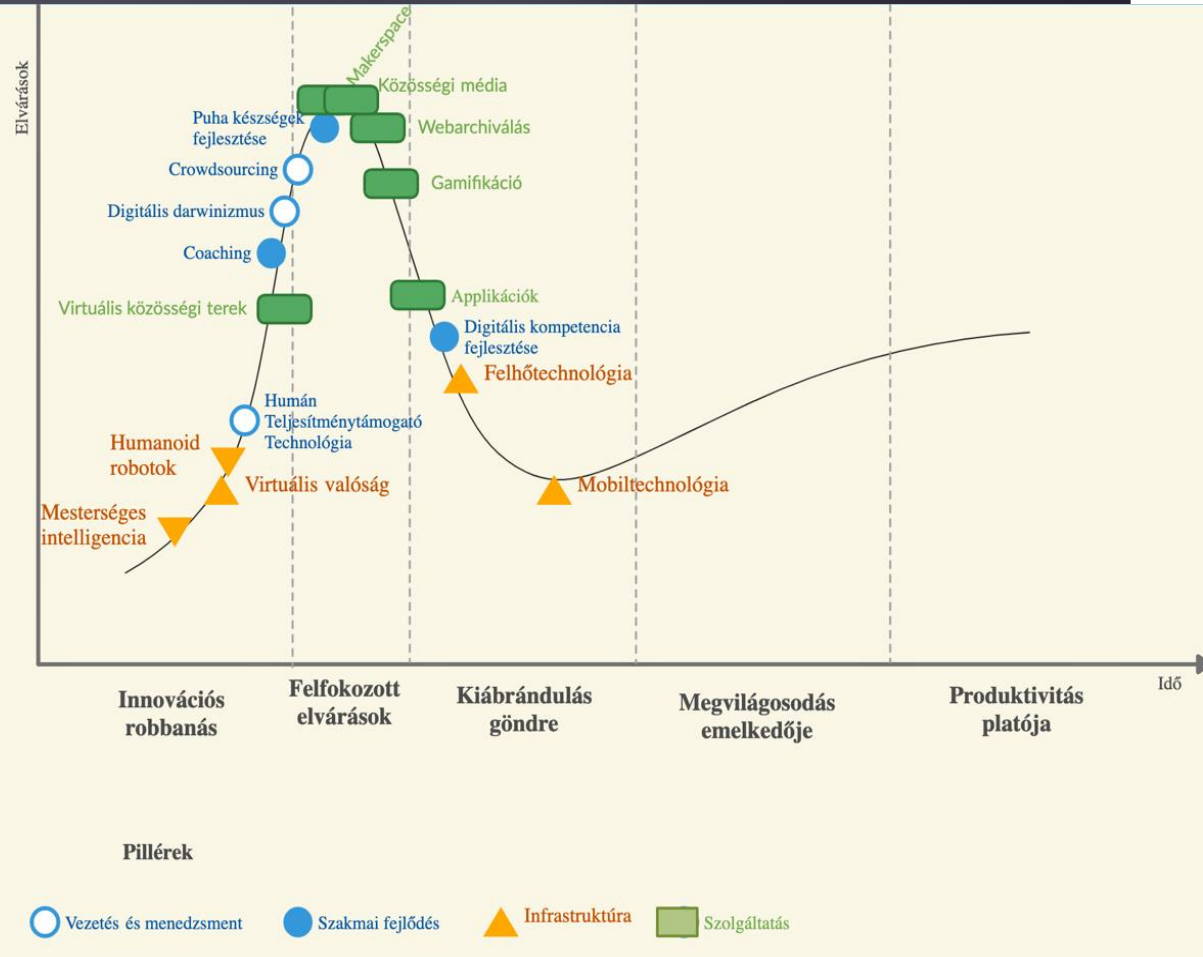 Elvárások
Makerspace
Közösségi média
Puha készségek
fejlesztése
Webarchiválás
Crowdsourcing
Gamifikáció
Digitális darwinizmus
Coaching
Virtuális közösségi terek
Applikációk
Digitális kompetencia
fejlesztése
Felhőtechnológia
Humán
Teljesítménytámogató
Technológia
Humanoid
robotok
Virtuális valóság
Mobiltechnológia
Mesterséges
intelligencia
Idő
Innovációs
robbanás
Felfokozott
elvárások
Kiábrándulás
göndre
Megvilágosodás
emelkedője
Produktivitás
platója
Pillérek
Vezetés és menedzsment
Szakmai fejlődés
Infrastruktúra
Szolgáltatás